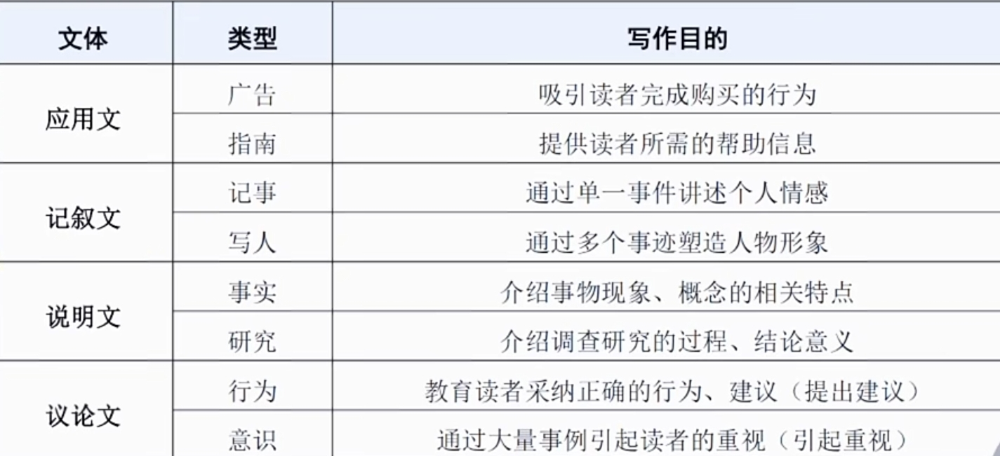 文体 类型 写作目的
应用文 广告 吸引读者完成购买的行为
指南 提供读者所需的帮助信息
记叙文 记事 通过单一事件讲述个人情感
写人 通过多个事迹塑造人物形象
说明文 事实 介绍事物现象、概念的相关特点
研究 介绍调查研究的过程、结论意义
议论文 行为 教育读者采纳正确的行为、建议（提出建议）
意识 通过大量事例引起读者的重视（引起重视）